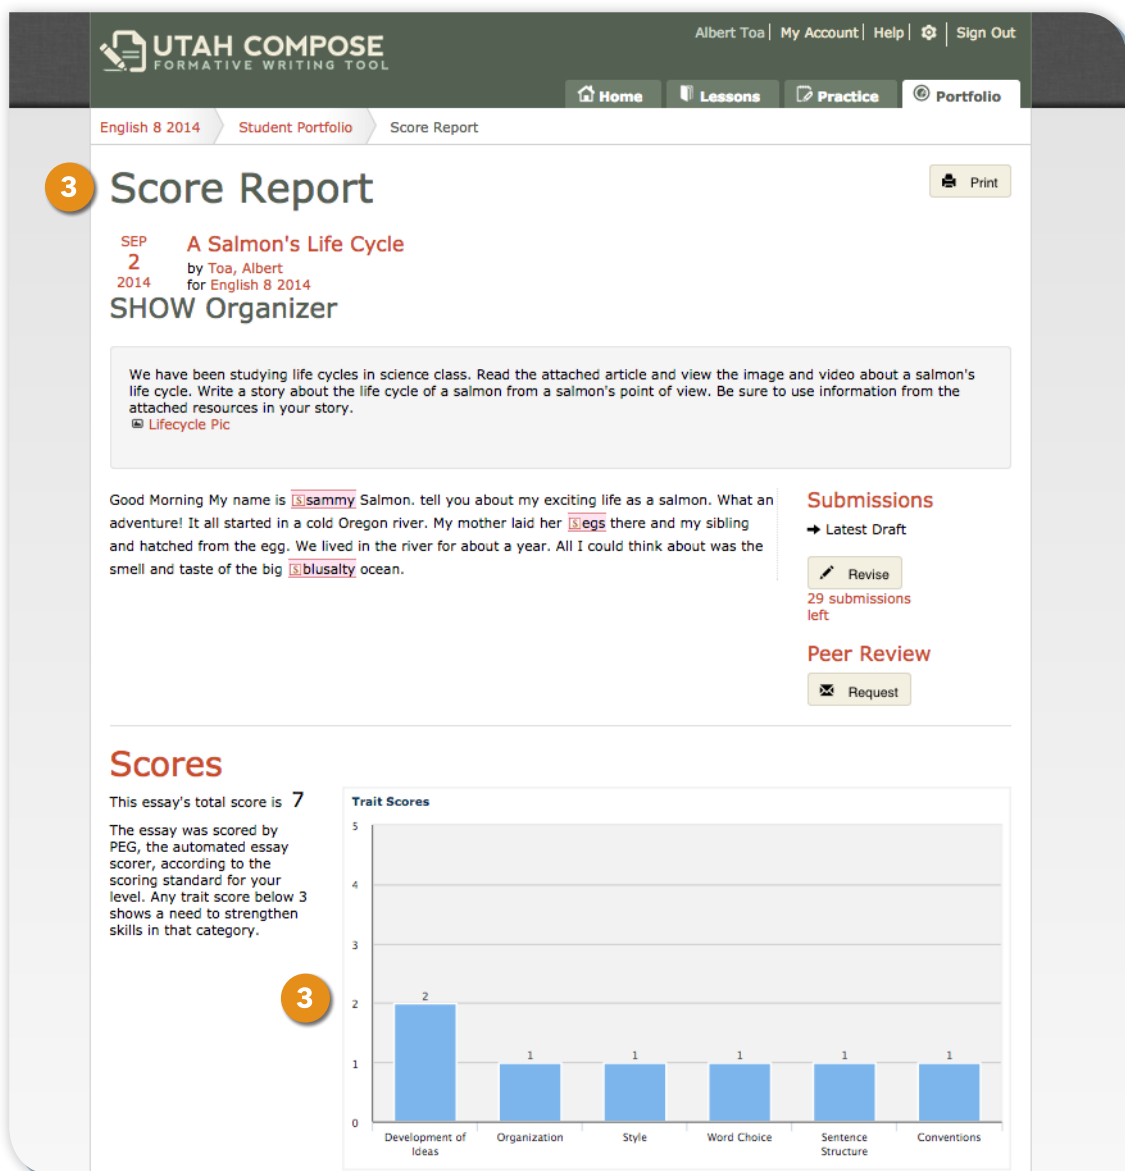 UTAH COMPOSE
FORMATIVE WRITING TOOL
Albert Toa | My Account | Help | Sign Out
Home Lessons Practice Portfolio
English 8 2014 Student Portfolio Score Report
3
Score Report
Print
SEP
2
2014
A Salmon's Life Cycle
by Toa, Albert
for English 8 2014
SHOW Organizer
We have been studying life cycles in science class. Read the attached article and view the image and video about a salmon's
life cycle. Write a story about the life cycle of a salmon from a salmon's point of view. Be sure to use information from the
attached resources in your story.
Lifecycle Pic
Good Morning My name is S sammy Salmon. tell you about my exciting life as a salmon. What an
adventure! It all started in a cold Oregon river. My mother laid her S egs there and my sibling
and hatched from the egg. We lived in the river for about a year. All I could think about was the
smell and taste of the big S blusalty ocean.
Submissions
Latest Draft
Revise
29 submissions
left
Peer Review
Request
Scores
This essay's total score is 7
The essay was scored by
PEG, the automated essay
scorer, according to the
scoring standard for your
level. Any trait score below 3
shows a need to strengthen
skills in that category.
3
Trait Scores
5
4
3
2
1
0
2
1
1
1
1
1
Development of
Ideas
Organization
Style
Word Choice
Sentence
Structure
Conventions